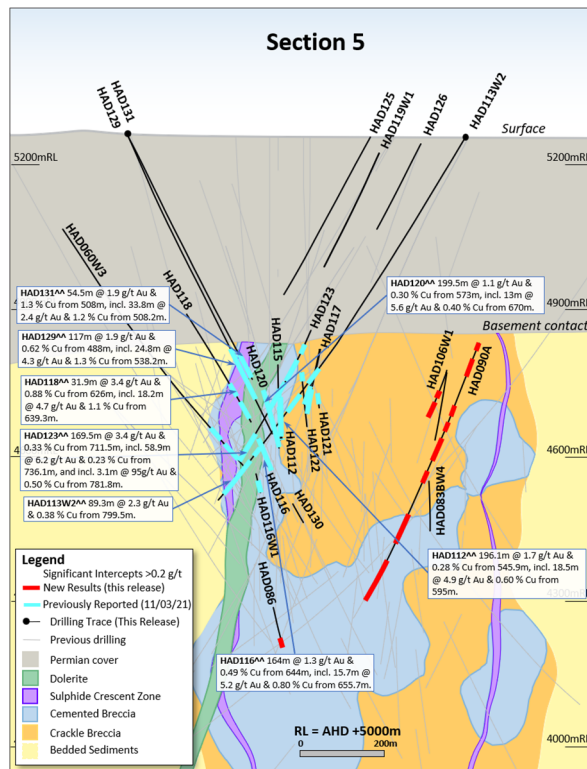 Section 5
HAD131
HAD129
HAD125
HAD119W1
HAD126
HAD113W2
Surface
5200mRL
5200mRL
HAD060W3
HAD118
HAD131^^ 54.5m @ 1.9 g/t Au &
1.3 % Cu from 508m, incl. 33.8m @
2.4 g/t Au & 1.2 % Cu from 508.2m.
HAD120^^ 199.5m @ 1.1 g/t Au &
0.30 % Cu from 573m, incl. 13m @
5.6 g/t Au & 0.40 % Cu from 670m.
4900mRL
Basement contact
HAD129^^ 117m @ 1.9 g/t Au &
0.62 % Cu from 488m, incl. 24.8m @
4.3 g/t Au & 1.3 % Cu from 538.2m.
HAD123
HAD117
HAD115
HAD120
HAD106W1
HAD090A
HAD118^^ 31.9m @ 3.4 g/t Au &
0.88 % Cu from 626m, incl. 18.2m
@ 4.7 g/t Au & 1.1 % Cu from
639.3m.
HAD123^^ 169.5m @ 3.4 g/t Au &
0.33 % Cu from 711.5m, incl. 58.9m
@ 6.2 g/t Au & 0.23 % Cu from
736.1m, and incl. 3.1m @ 95g/t Au &
0.50 % Cu from 781.8m.
HAD112
HAD122
HAD121
4600mRL
HAD083BW4
HAD113W2^^ 89.3m @ 2.3 g/t Au
& 0.38 % Cu from 799.5m.
HAD116
HAD130
HAD116W1
HAD086
HAD112^^ 196.1m @ 1.7 g/t Au &
0.28 % Cu from 545.9m, incl. 18.5m
@ 4.9 g/t Au & 0.60 % Cu from
595m.
4300mRL
HAD116^^ 164m @ 1.3 g/t Au &
0.49 % Cu from 644m, incl. 15.7m @
5.2 g/t Au & 0.80 % Cu from 655.7m.
Legend
Significant Intercepts >0.2 g/t
New Results (this release)
Previously Reported (11/03/21)
Drilling Trace (This Release)
Previous drilling
Permian cover
Dolerite
Sulphide Crescent Zone
Cemented Breccia
Crackle Breccia
Bedded Sediments
RL = AHD +5000m
0
200m
4000mRL